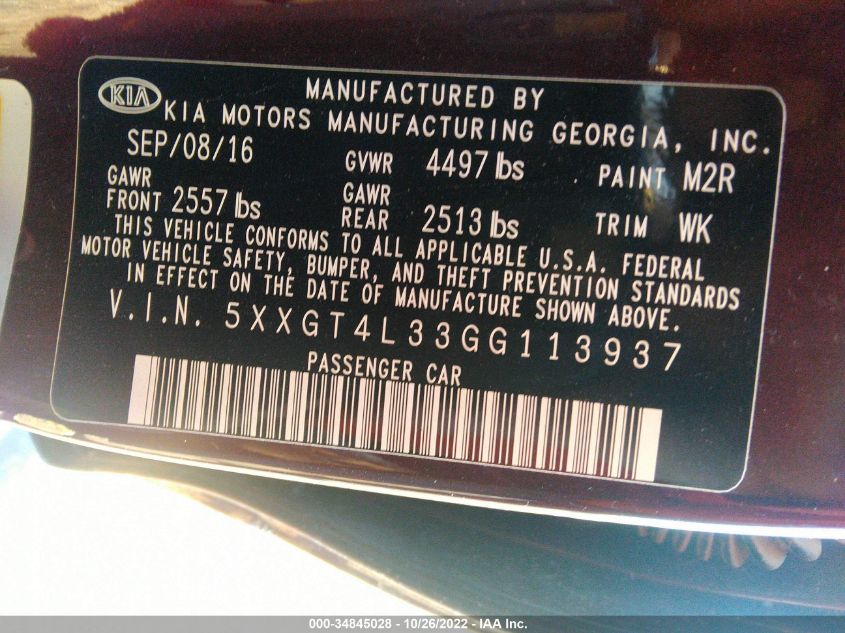 KIA
MANUFACTURED BY
KIA MOTORS MANUFACTURING GEORGIA, INC.
SEP/08/16 GVWR 4497 lbs PAINT M2R
GAWR FRONT 2557 lbs GAWR REAR 2513 lbs TRIM WK
THIS VEHICLE CONFORMS TO ALL APPLICABLE U.S.A. FEDERAL
MOTOR VEHICLE SAFETY, BUMPER, AND THEFT PREVENTION STANDARDS
IN EFFECT ON THE DATE OF MANUFACTURE SHOWN ABOVE.
V.I.N. 5XXGT4L33GG113937
PASSENGER CAR
000-34845028 - 10/26/2022 - IAA Inc.